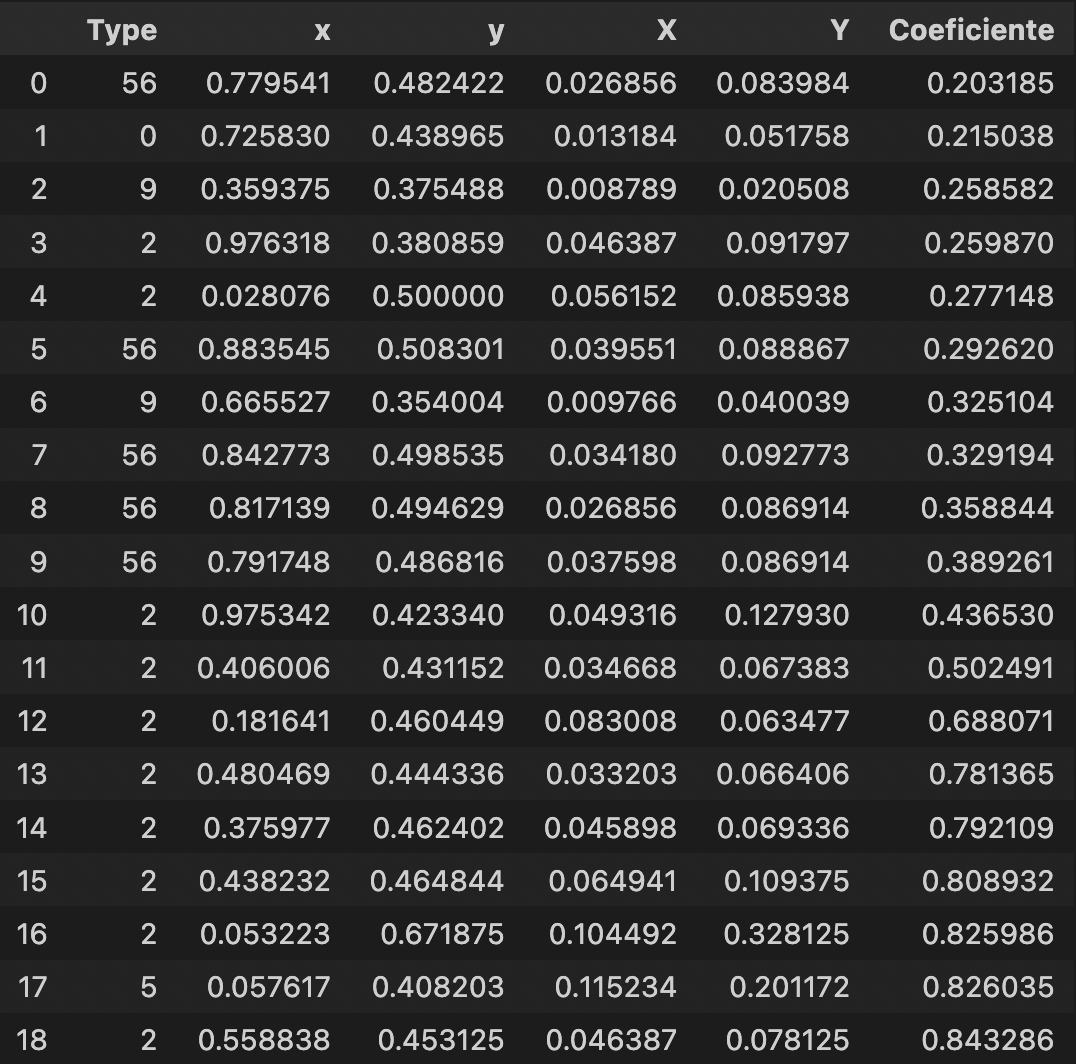 Type x y X Y Coeficiente
0 56 0.779541 0.482422 0.026856 0.083984 0.203185
1 0 0.725830 0.438965 0.013184 0.051758 0.215038
2 9 0.359375 0.375488 0.008789 0.020508 0.258582
3 2 0.976318 0.380859 0.046387 0.091797 0.259870
4 2 0.028076 0.500000 0.056152 0.085938 0.277148
5 56 0.883545 0.508301 0.039551 0.088867 0.292620
6 9 0.665527 0.354004 0.009766 0.040039 0.325104
7 56 0.842773 0.498535 0.034180 0.092773 0.329194
8 56 0.817139 0.494629 0.026856 0.086914 0.358844
9 56 0.791748 0.486816 0.037598 0.086914 0.389261
10 2 0.975342 0.423340 0.049316 0.127930 0.436530
11 2 0.406006 0.431152 0.034668 0.067383 0.502491
12 2 0.181641 0.460449 0.083008 0.063477 0.688071
13 2 0.480469 0.444336 0.033203 0.066406 0.781365
14 2 0.375977 0.462402 0.045898 0.069336 0.792109
15 2 0.438232 0.464844 0.064941 0.109375 0.808932
16 2 0.053223 0.671875 0.104492 0.328125 0.825986
17 5 0.057617 0.408203 0.115234 0.201172 0.826035
18 2 0.558838 0.453125 0.046387 0.078125 0.843286